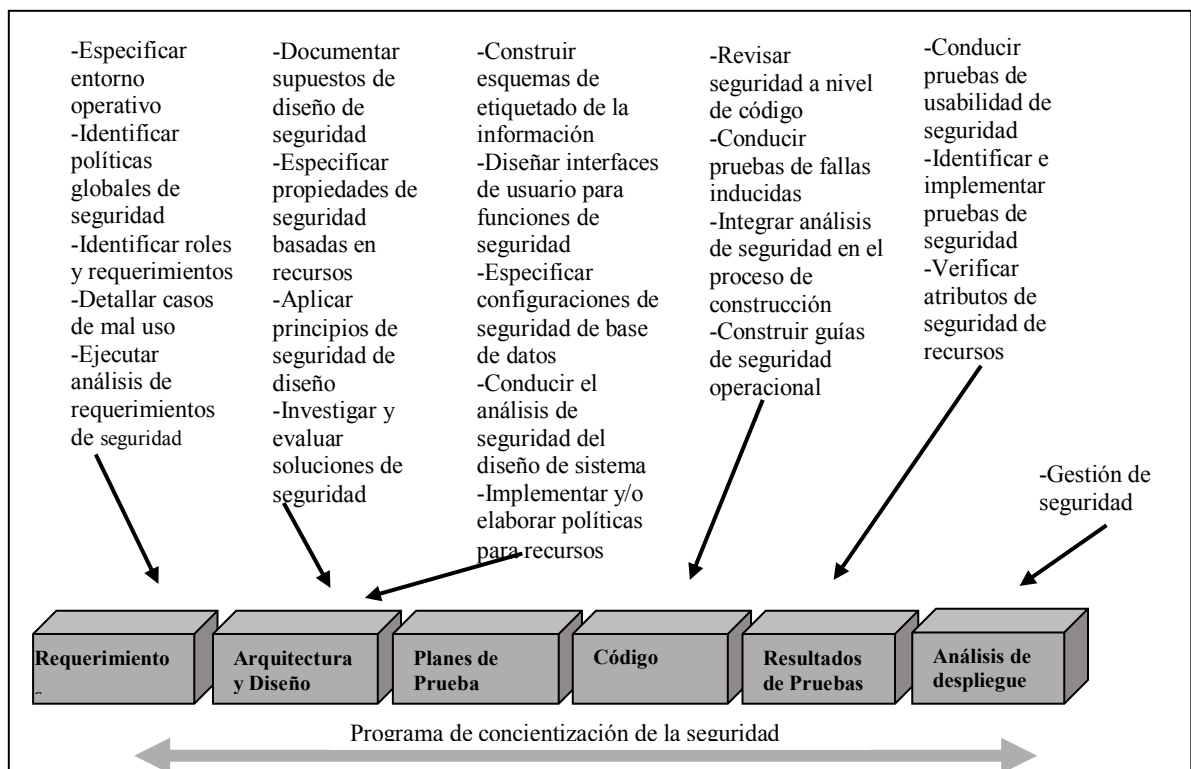 -Especificar
entorno
operativo
-Identificar
políticas
globales de
seguridad
-Identificar roles
y requerimientos
-Detallar casos
de mal uso
-Ejecutar
análisis de
requerimientos
de seguridad
-Documentar
supuestos de
diseño de
seguridad
-Especificar
propiedades de
seguridad
basadas en
recursos
-Aplicar
principios de
seguridad de
diseño
-Investigar y
evaluar
soluciones de
seguridad
-Construir
esquemas de
etiquetado de la
información
-Diseñar interfaces
de usuario para
funciones de
seguridad
-Especificar
configuraciones de
seguridad de base
de datos
-Conducir el
análisis de
seguridad del
diseño de sistema
-Implementar y/o
elaborar políticas
para recursos
-Revisar
seguridad a nivel
de código
-Conducir
pruebas de fallas
inducidas
-Integrar análisis
de seguridad en el
proceso de
construcción
-Construir guías
de seguridad
operacional
-Conducir
pruebas de
usabilidad de
seguridad
-Identificar e
implementar
pruebas de
seguridad
-Verificar
atributos de
seguridad de
recursos
-Gestión de
seguridad
Requerimiento
s
Arquitectura
y Diseño
Planes de
Prueba
Código
Resultados
de Pruebas
Análisis de
despliegue
Programa de concientización de la seguridad